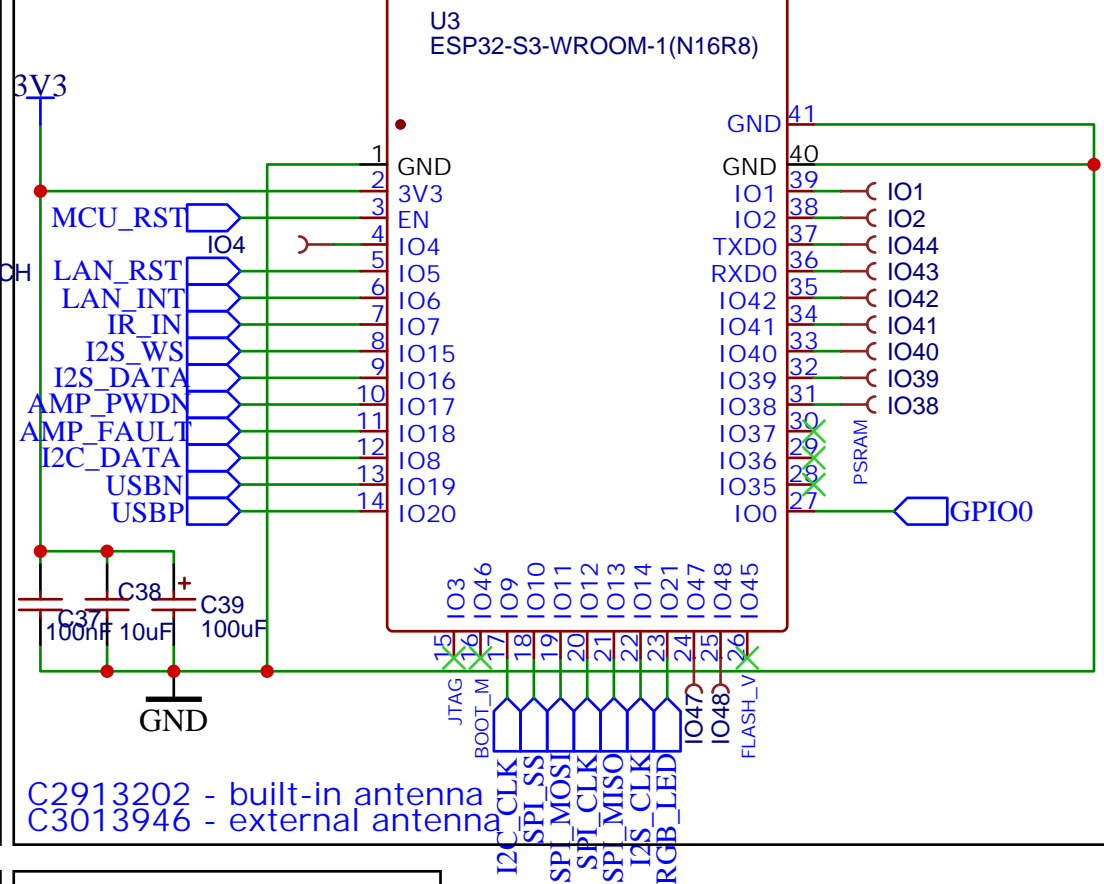 U3
ESP32-S3-WROOM-1(N16R8)
3V3
GND 41
1 GND
GND 40
2 3V3
IO1 39 IO1
MCU_RST 3 EN
IO2 38 IO2
IO4 4 IO4
TXD0 37 IO44
CH
LAN_RST 5 IO5
RXD0 36 IO43
LAN_INT 6 IO6
IO42 35 IO42
IR_IN 7 IO7
IO41 34 IO41
I2S_WS 8 IO15
IO40 33 IO40
I2S_DATA 9 IO16
IO39 32 IO39
AMP_PWDN 10 IO17
IO38 31 IO38
AMP_FAULT 11 IO18
IO37 30
I2C_DATA 12 IO8
IO36 29
USBN 13 IO19
IO35 28
USBP 14 IO20
IO0 27 GPIO0
PSRAM
C37
100nF
C38
10uF
+
C39
100uF
GND
IO3 15 JTAG
IO46 16 BOOT_M
IO9 17 I2C_CLK
IO10 18 SPI_SS
IO11 19 SPI_MOSI
IO12 20 SPI_CLK
IO13 21 SPI_MISO
IO14 22 I2S_CLK
IO21 23 RGB_LED
IO47 24 IO47
IO48 25 IO48
IO45 26 FLASH_V
C2913202 - built-in antenna
C3013946 - external antenna